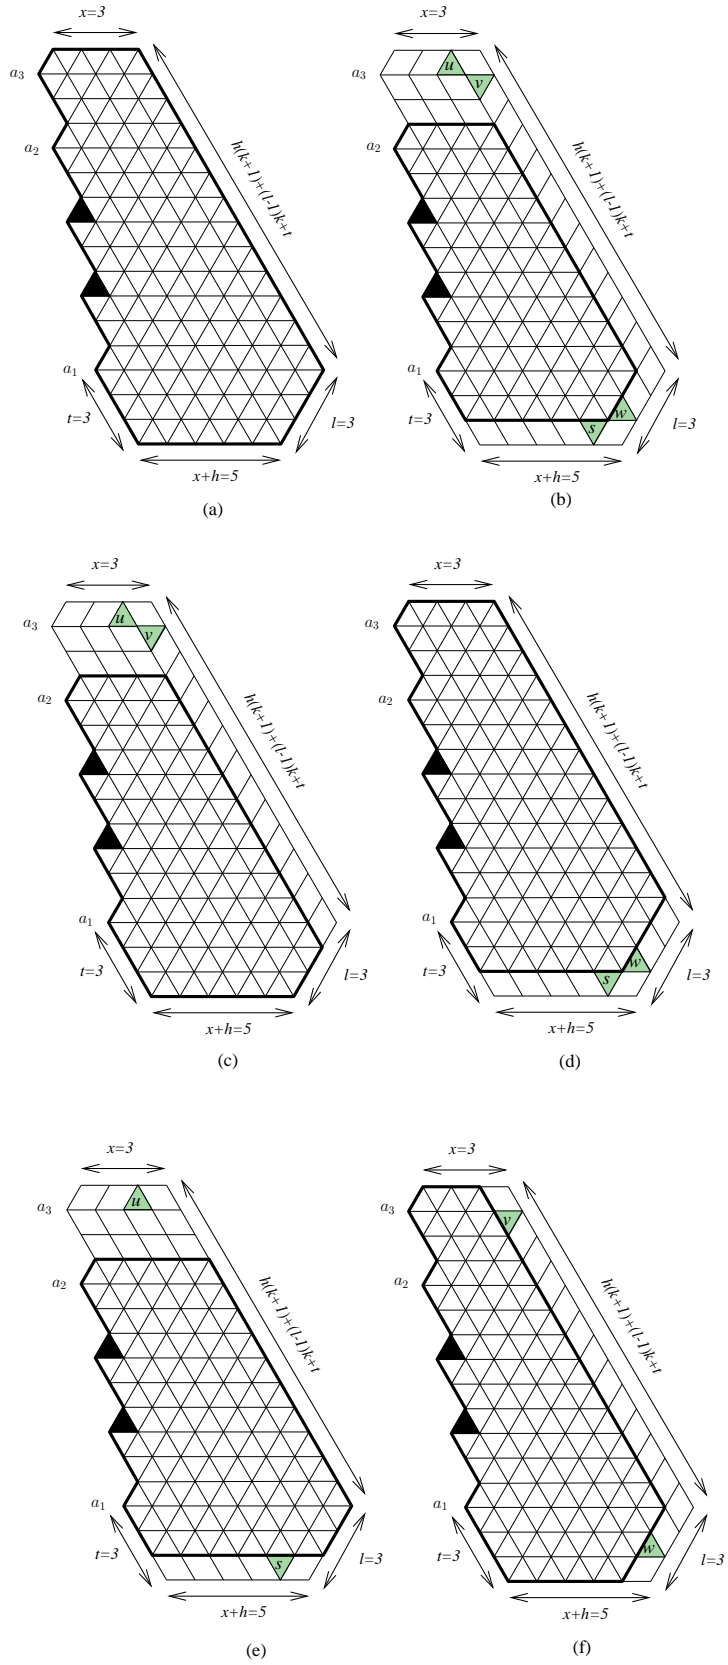 x=3
x=3
a3
u
v
a3
a2
a2
h(k+1)+(l-1)k+t
h(k+1)+(l-1)k+t
a1
a1
t=3
l=3
t=3
s
w
l=3
x+h=5
x+h=5
(a)
(b)
x=3
x=3
a3
u
v
a3
a2
a2
h(k+1)+(l-1)k+t
h(k+1)+(l-1)k+t
a1
a1
t=3
l=3
t=3
s
w
l=3
x+h=5
x+h=5
(c)
(d)
x=3
x=3
a3
u
a3
v
a2
a2
h(k+1)+(l-1)k+t
h(k+1)+(l-1)k+t
a1
a1
t=3
s
l=3
t=3
w
l=3
x+h=5
x+h=5
(e)
(f)